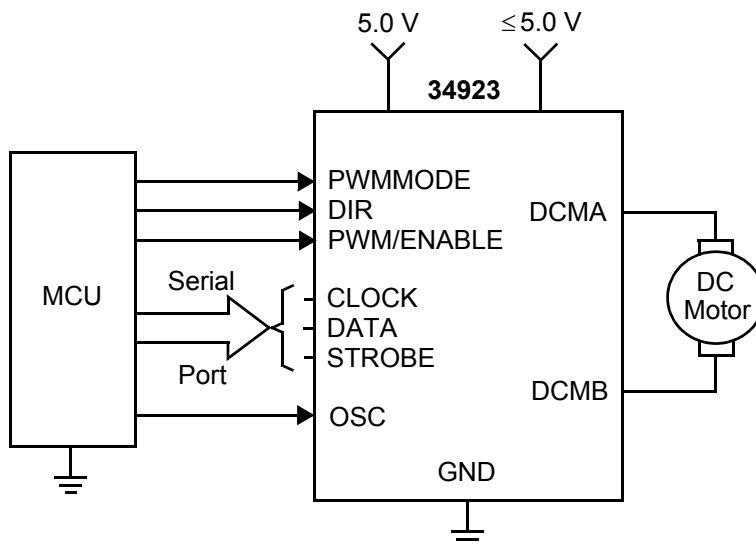 5.0 V
≤ 5.0 V
34923
MCU
PWMMODE
DIR
PWM/ENABLE
Serial
Port
CLOCK
DATA
STROBE
OSC
DCMA
DCMB
DC
Motor
GND